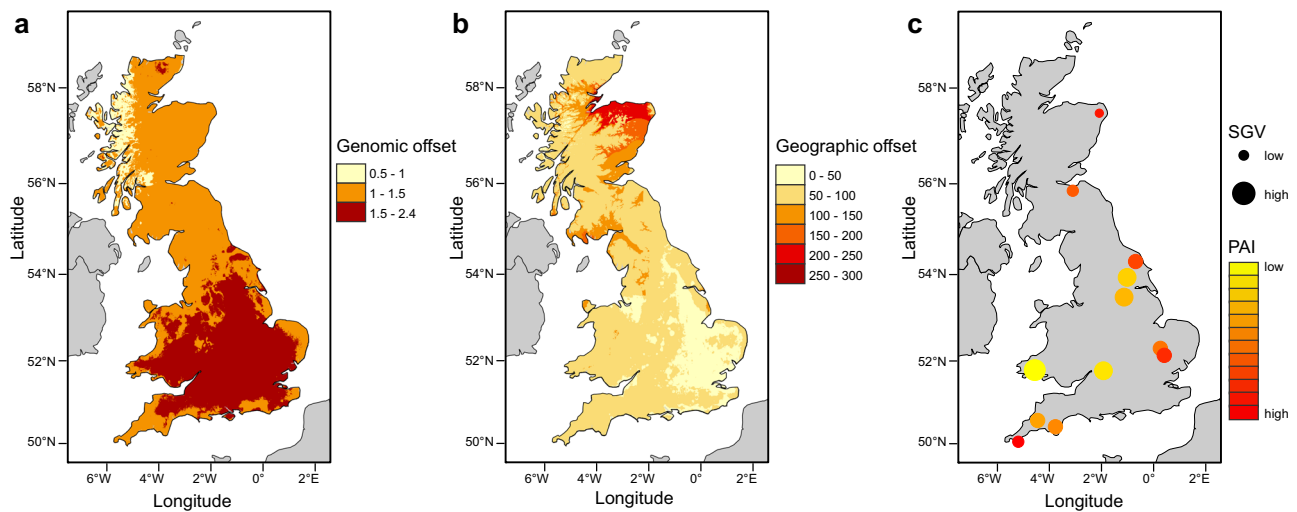 a
58°N
56°N
54°N
52°N
50°N
Latitude
6°W 4°W 2°W 0° 2°E
Longitude
Genomic offset
0.5 - 1
1 - 1.5
1.5 - 2.4
b
58°N
56°N
54°N
52°N
50°N
Latitude
6°W 4°W 2°W 0° 2°E
Longitude
Geographic offset
0 - 50
50 - 100
100 - 150
150 - 200
200 - 250
250 - 300
c
58°N
56°N
54°N
52°N
50°N
Latitude
6°W 4°W 2°W 0° 2°E
Longitude
SGV
low
high
PAI
low
high